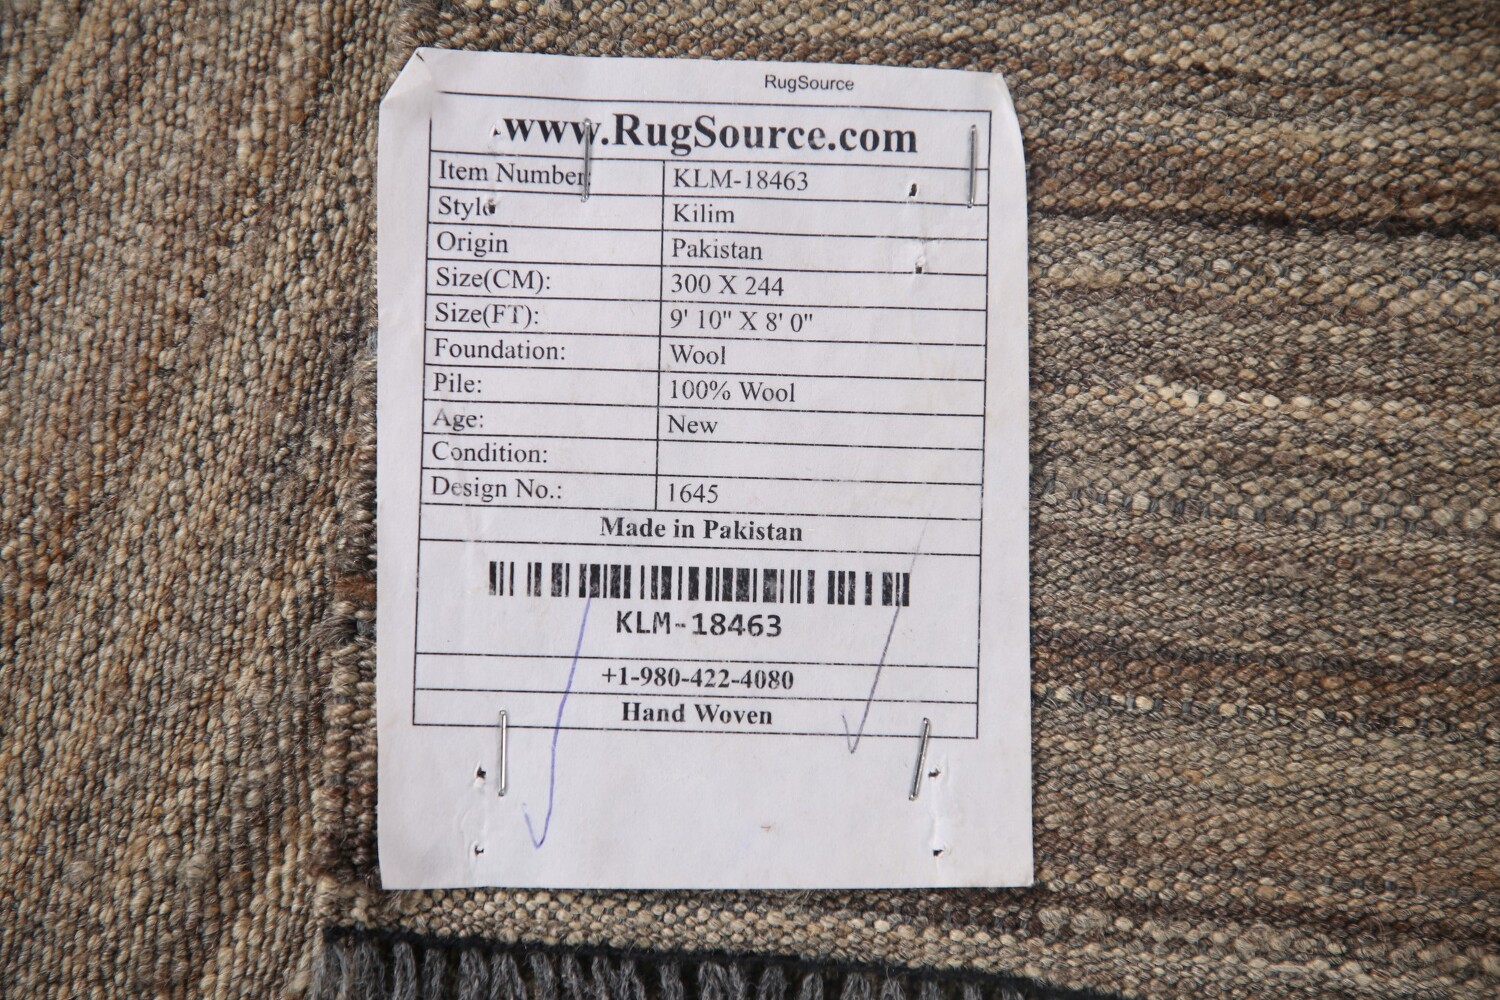 RugSource
www.RugSource.com
Item Number: KLM-18463
Style Kilim
Origin Pakistan
Size(CM): 300 X 244
Size(FT): 9' 10" X 8' 0"
Foundation: Wool
Pile: 100% Wool
Age: New
Condition:
Design No.: 1645
Made in Pakistan
KLM-18463
+1-980-422-4080
Hand Woven